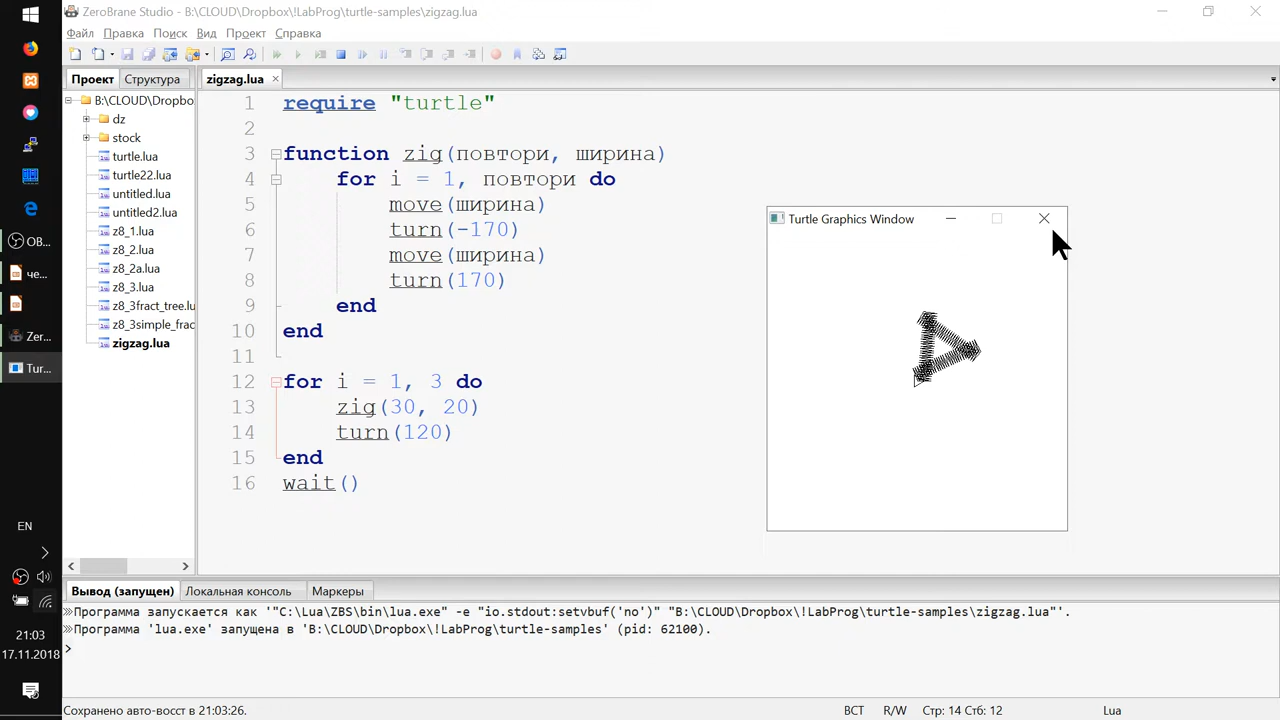 ZeroBrane Studio - B:\CLOUD\Dropbox\!LabProg\turtle-samples\zigzag.lua
Файл Правка Поиск Вид Проект Справка
Проект Структура
zigzag.lua
B:\CLOUD\Dropbo
dz
stock
turtle.lua
turtle22.lua
untitled.lua
untitled2.lua
z8_1.lua
z8_2.lua
z8_2a.lua
z8_3.lua
z8_3fract_tree.lu
z8_3simple_frac
zigzag.lua
1 require "turtle"
2
3 function zig(повтори, ширина)
4 for i = 1, повтори do
5 move(ширина)
6 turn(-170)
7 move(ширина)
8 turn(170)
9 end
10 end
11
12 for i = 1, 3 do
13 zig(30, 20)
14 turn(120)
15 end
16 wait()
Turtle Graphics Window
OB...
че...
Zer...
Tur...
EN
21:03
17.11.2018
Вывод (запущен) Локальная консоль Маркеры
Программа запускается как '"C:\Lua\ZBS\bin\lua.exe" -e "io.stdout:setvbuf('no')" "B:\CLOUD\Dropbox\!LabProg\turtle-samples\zigzag.lua"'.
Программа 'lua.exe' запущена в 'B:\CLOUD\Dropbox\!LabProg\turtle-samples' (pid: 62100).
Сохранено авто-восст в 21:03:26.
ВСТ R/W Стр: 14 Стб: 12 Lua